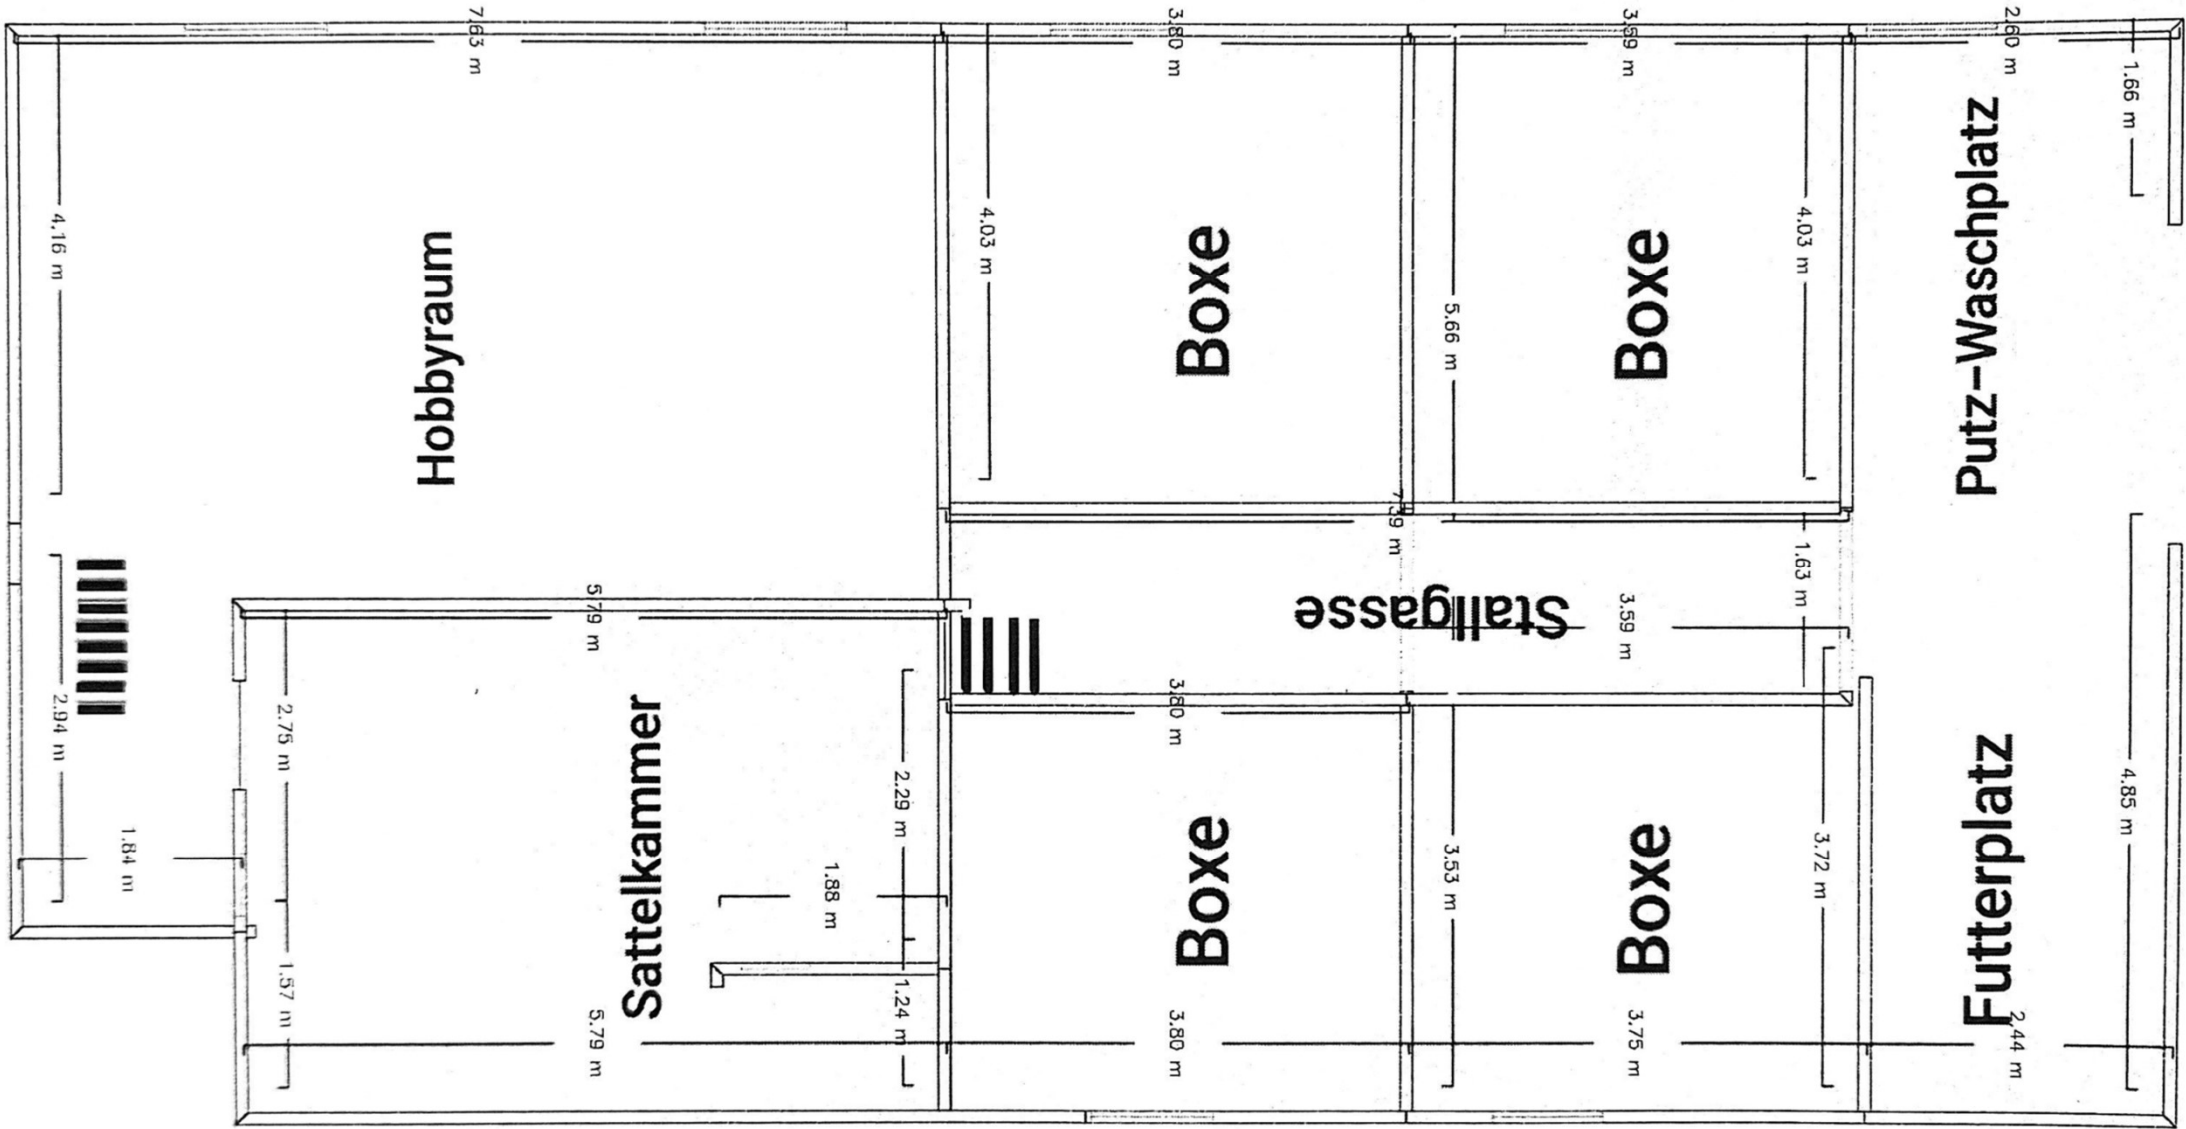 7.63 m
3.80 m
3.59 m
2.60 m
1.66 m
4.16 m
Hobbyraum
4.03 m
Boxe
5.66 m
Boxe
4.03 m
Putz-Waschplatz
7.39 m
1.63 m
Stallgasse
3.59 m
5.79 m
2.94 m
2.75 m
Sattelkammer
2.29 m
3.80 m
1.84 m
1.88 m
Boxe
3.53 m
Boxe
3.72 m
Futterplatz
4.85 m
1.57 m
1.24 m
5.79 m
3.80 m
3.75 m
2.44 m